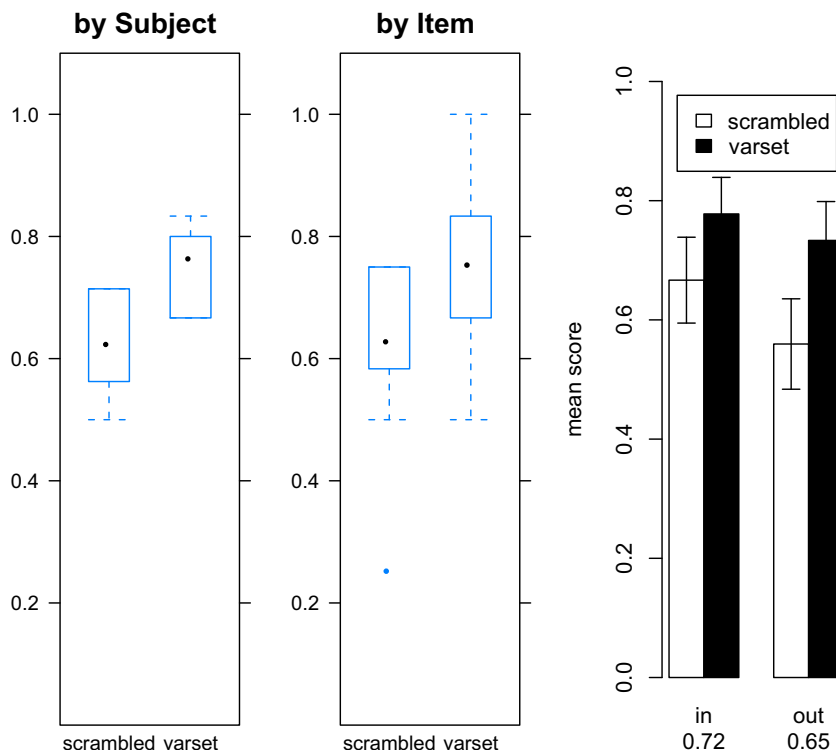 by Subject
1.0
0.8
0.6
0.4
0.2
scrambled varset
by Item
1.0
0.8
0.6
0.4
0.2
scrambled varset
mean score
1.0
0.8
0.6
0.4
0.2
0.0
scrambled
varset
in
0.72
out
0.65